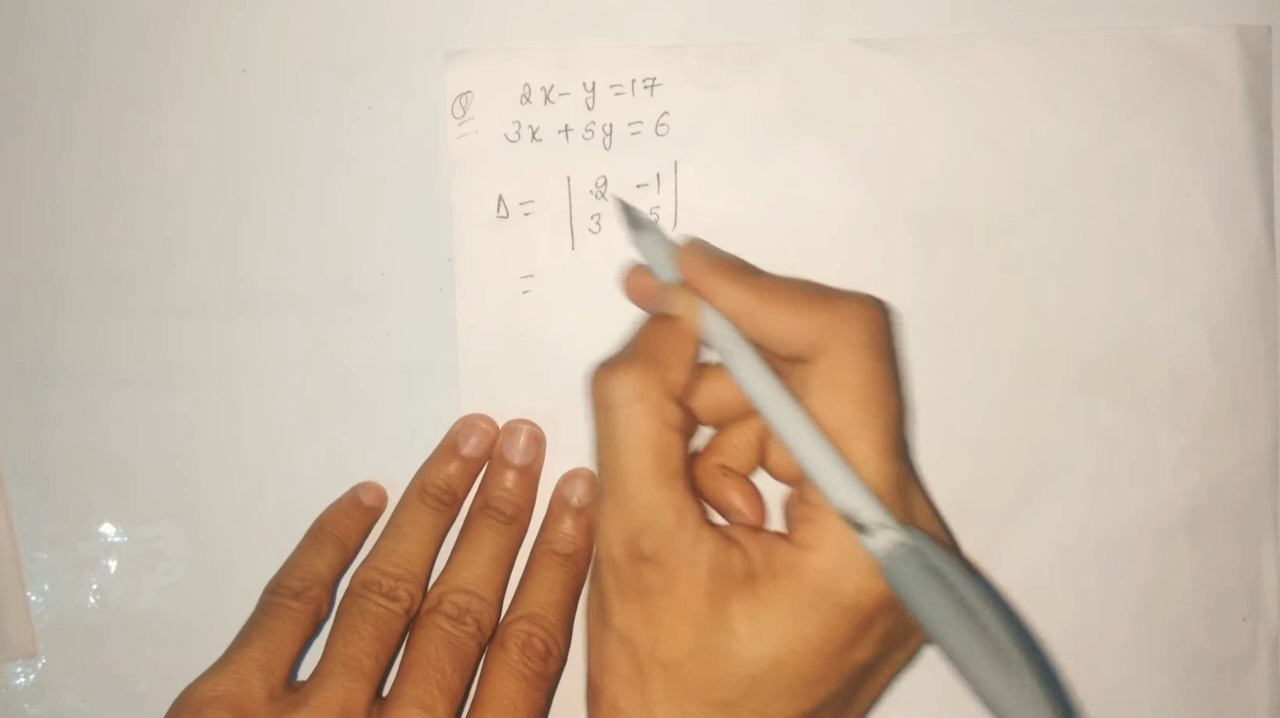 Q 2x - y = 17
3x + 5y = 6
Δ = | 2 -1 |
| 3 5 |
=